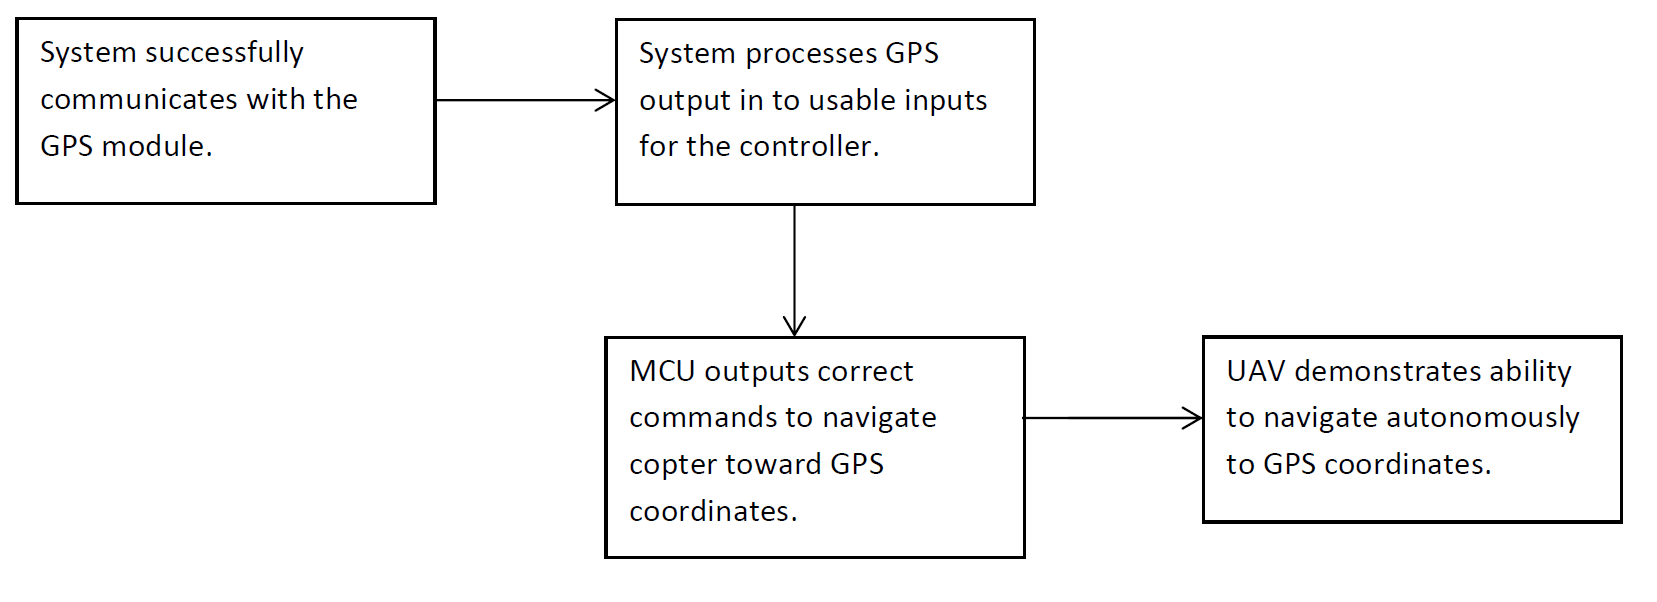 System successfully
communicates with the
GPS module.
System processes GPS
output in to usable inputs
for the controller.
MCU outputs correct
commands to navigate
copter toward GPS
coordinates.
UAV demonstrates ability
to navigate autonomously
to GPS coordinates.